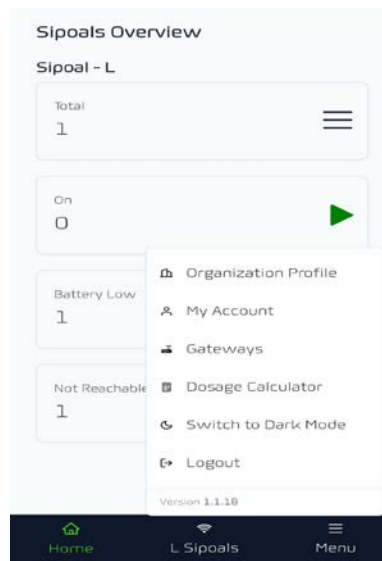 Sipoals Overview
Sipoal - L
Total
1
On
0
Battery Low
1
Not Reachable
1
Organization Profile
My Account
Gateways
Dosage Calculator
Switch to Dark Mode
Logout
Version 1.1.18
Home
L Sipoals
Menu